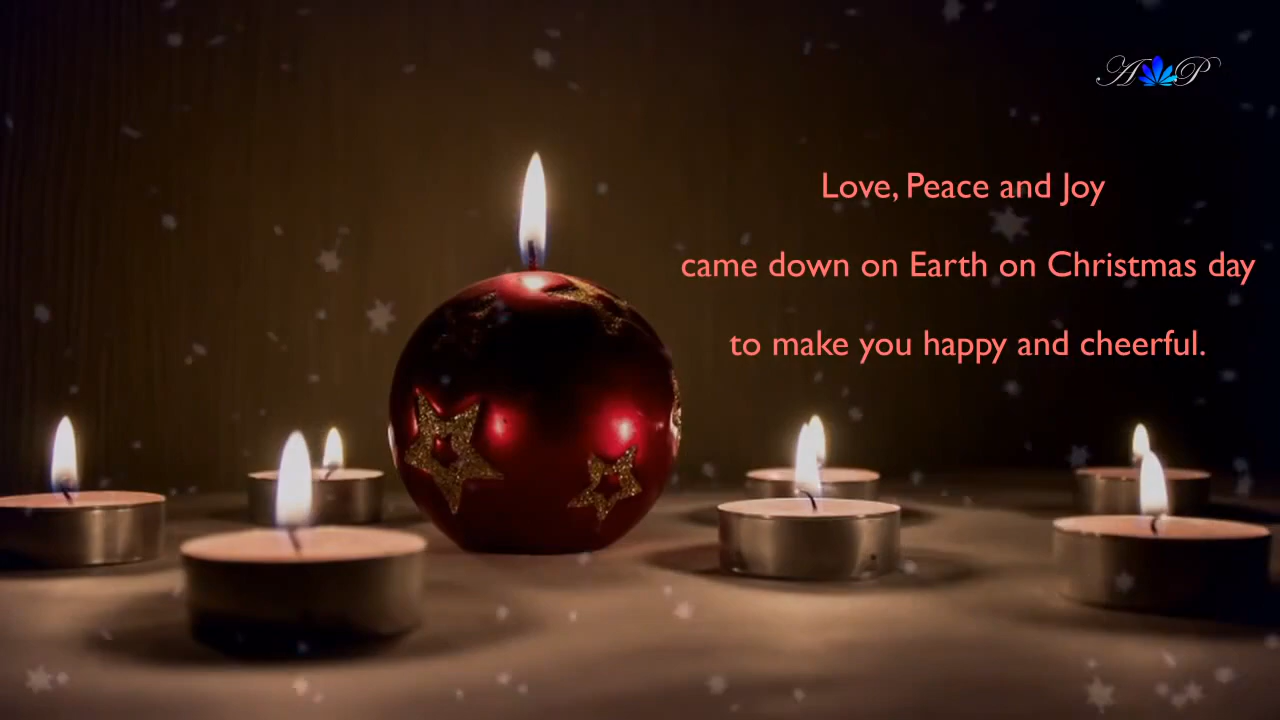 A P
Love, Peace and Joy
came down on Earth on Christmas day
to make you happy and cheerful.